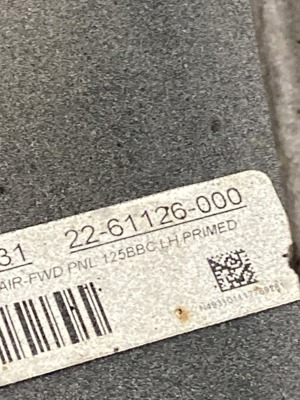 31 22-61126-000
AIR-FWD PNL 125BBC LH PRIMED